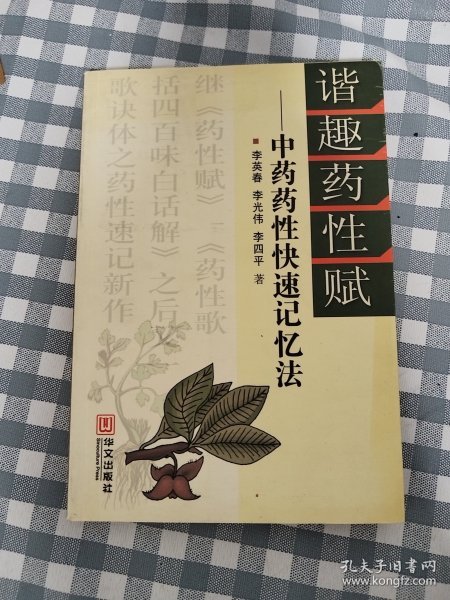 谐趣药性赋
——中药药性快速记忆法
李英春 李光伟 李四平 著
继《药性赋》《药性歌
括四百味白话解》之后又
歌诀体之药性速记新作
华文出版社
Sinoculture Press
孔夫子旧书网
www.kongfz.com